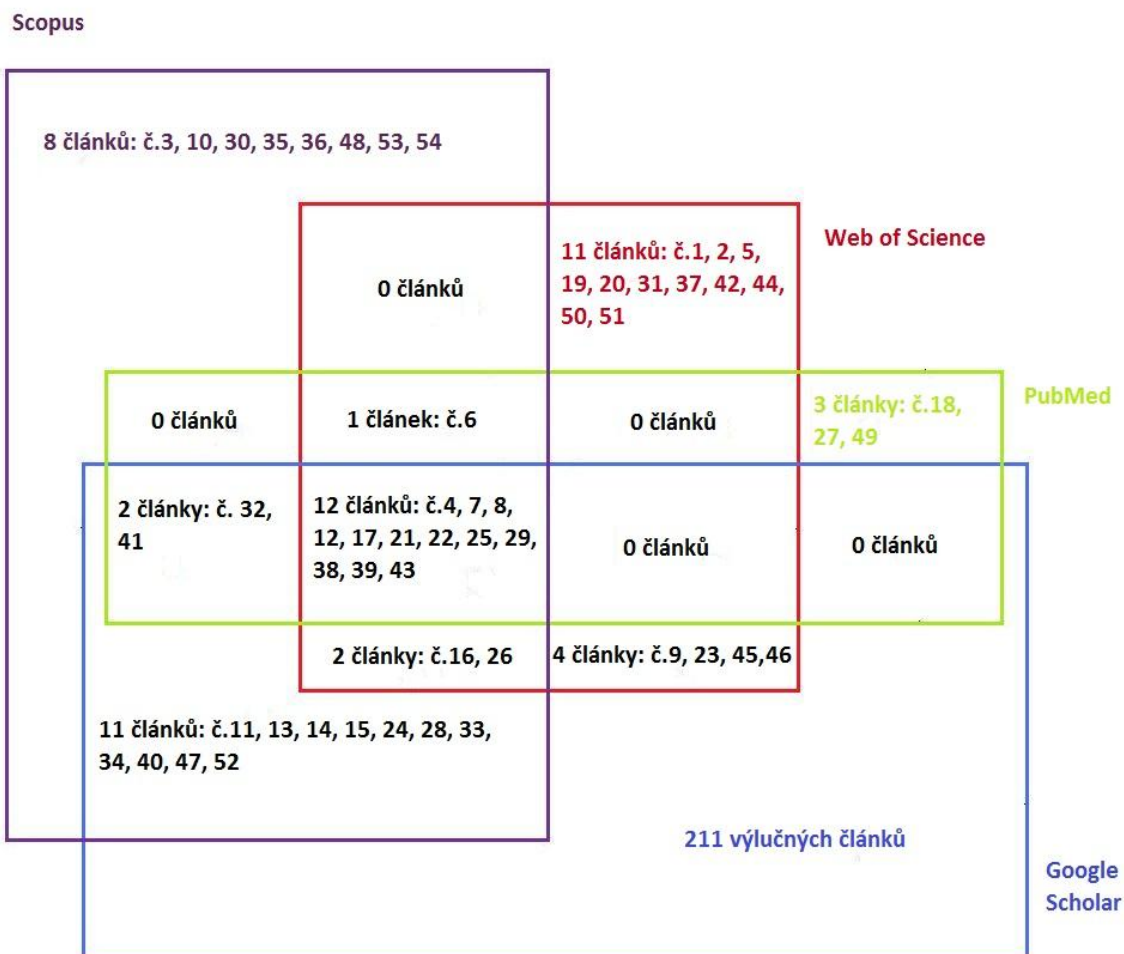 Scopus
8 článků: č.3, 10, 30, 35, 36, 48, 53, 54
Web of Science
0 článků
11 článků: č.1, 2, 5,
19, 20, 31, 37, 42, 44,
50, 51
PubMed
0 článků
1 článek: č.6
0 článků
3 články: č.18,
27, 49
2 články: č. 32,
41
12 článků: č.4, 7, 8,
12, 17, 21, 22, 25, 29,
38, 39, 43
0 článků
0 článků
2 články: č.16, 26
4 články: č.9, 23, 45,46
11 článků: č.11, 13, 14, 15, 24, 28, 33,
34, 40, 47, 52
211 výlučných článků
Google
Scholar